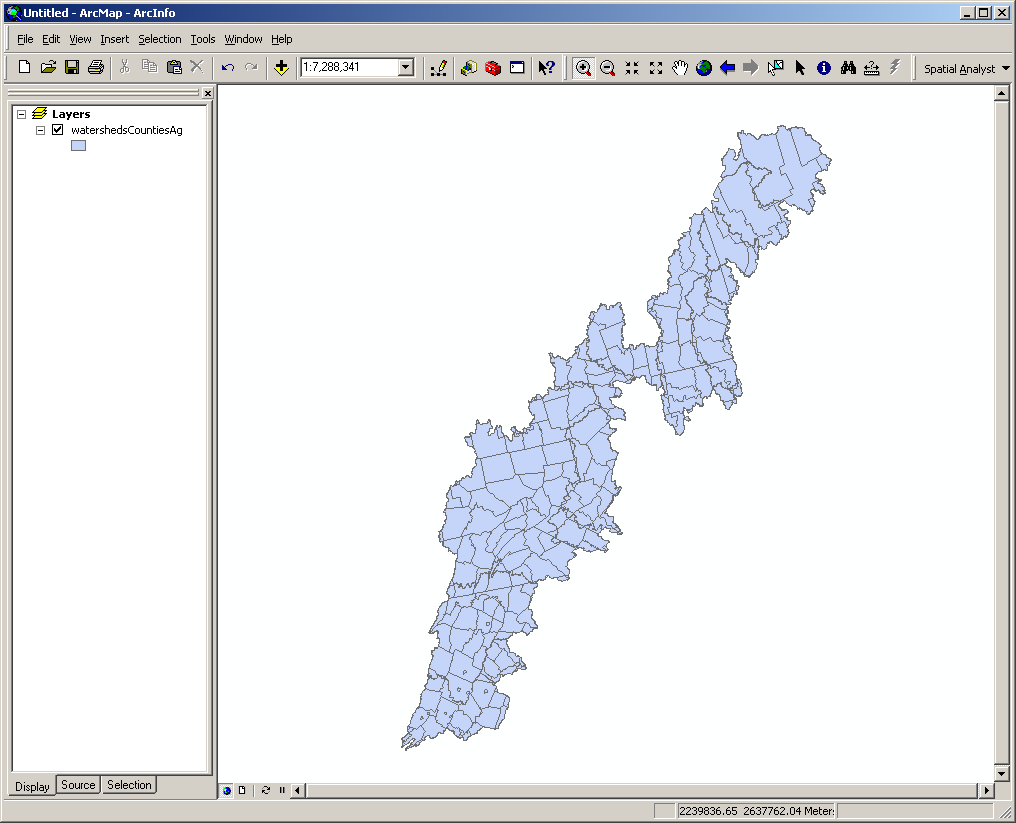 Untitled - ArcMap - ArcInfo
File Edit View Insert Selection Tools Window Help
1:7,288,341 Spatial Analyst
Layers
watershedsCountiesAg
Display Source Selection
2239836.65 2637762.04 Meters